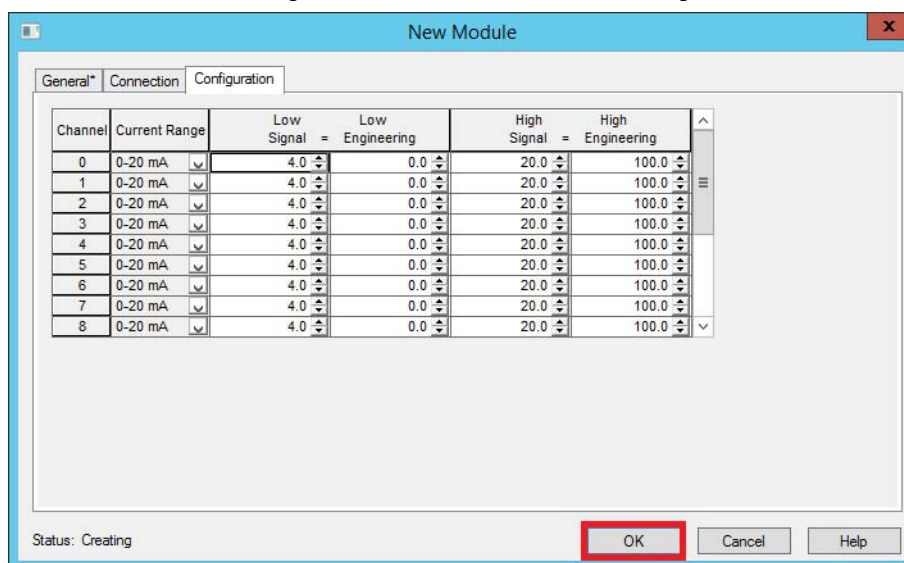 New Module
x
General* Connection Configuration
Channel Current Range Low Signal = Low Engineering High Signal = High Engineering
0 0-20 mA 4.0 0.0 20.0 100.0
1 0-20 mA 4.0 0.0 20.0 100.0
2 0-20 mA 4.0 0.0 20.0 100.0
3 0-20 mA 4.0 0.0 20.0 100.0
4 0-20 mA 4.0 0.0 20.0 100.0
5 0-20 mA 4.0 0.0 20.0 100.0
6 0-20 mA 4.0 0.0 20.0 100.0
7 0-20 mA 4.0 0.0 20.0 100.0
8 0-20 mA 4.0 0.0 20.0 100.0
Status: Creating OK Cancel Help